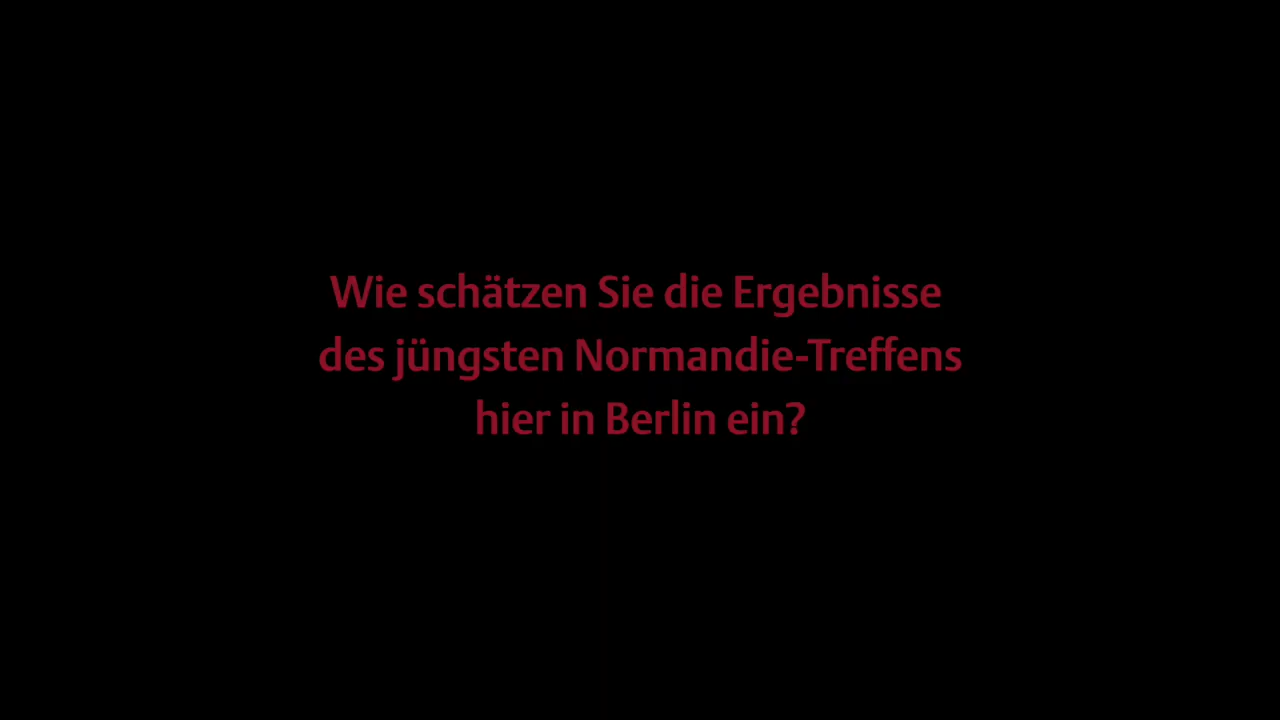 Wie schätzen Sie die Ergebnisse
des jüngsten Normandie-Treffens
hier in Berlin ein?